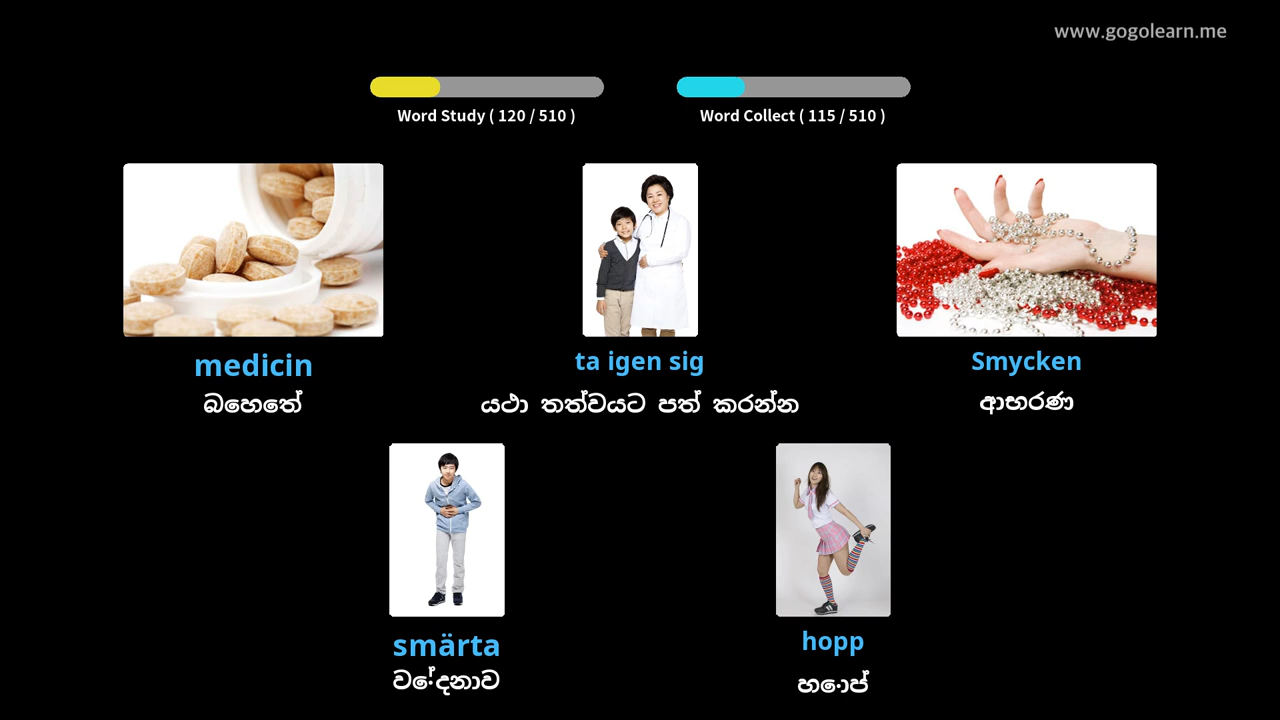 www.gogolearn.me
Word Study ( 120 / 510 )
Word Collect ( 115 / 510 )
medicin
බෙහෙත්
ta igen sig
යථා තත්වයට පත් කරන්න
Smycken
ආභරණ
smärta
වේදනාව
hopp
හොප්